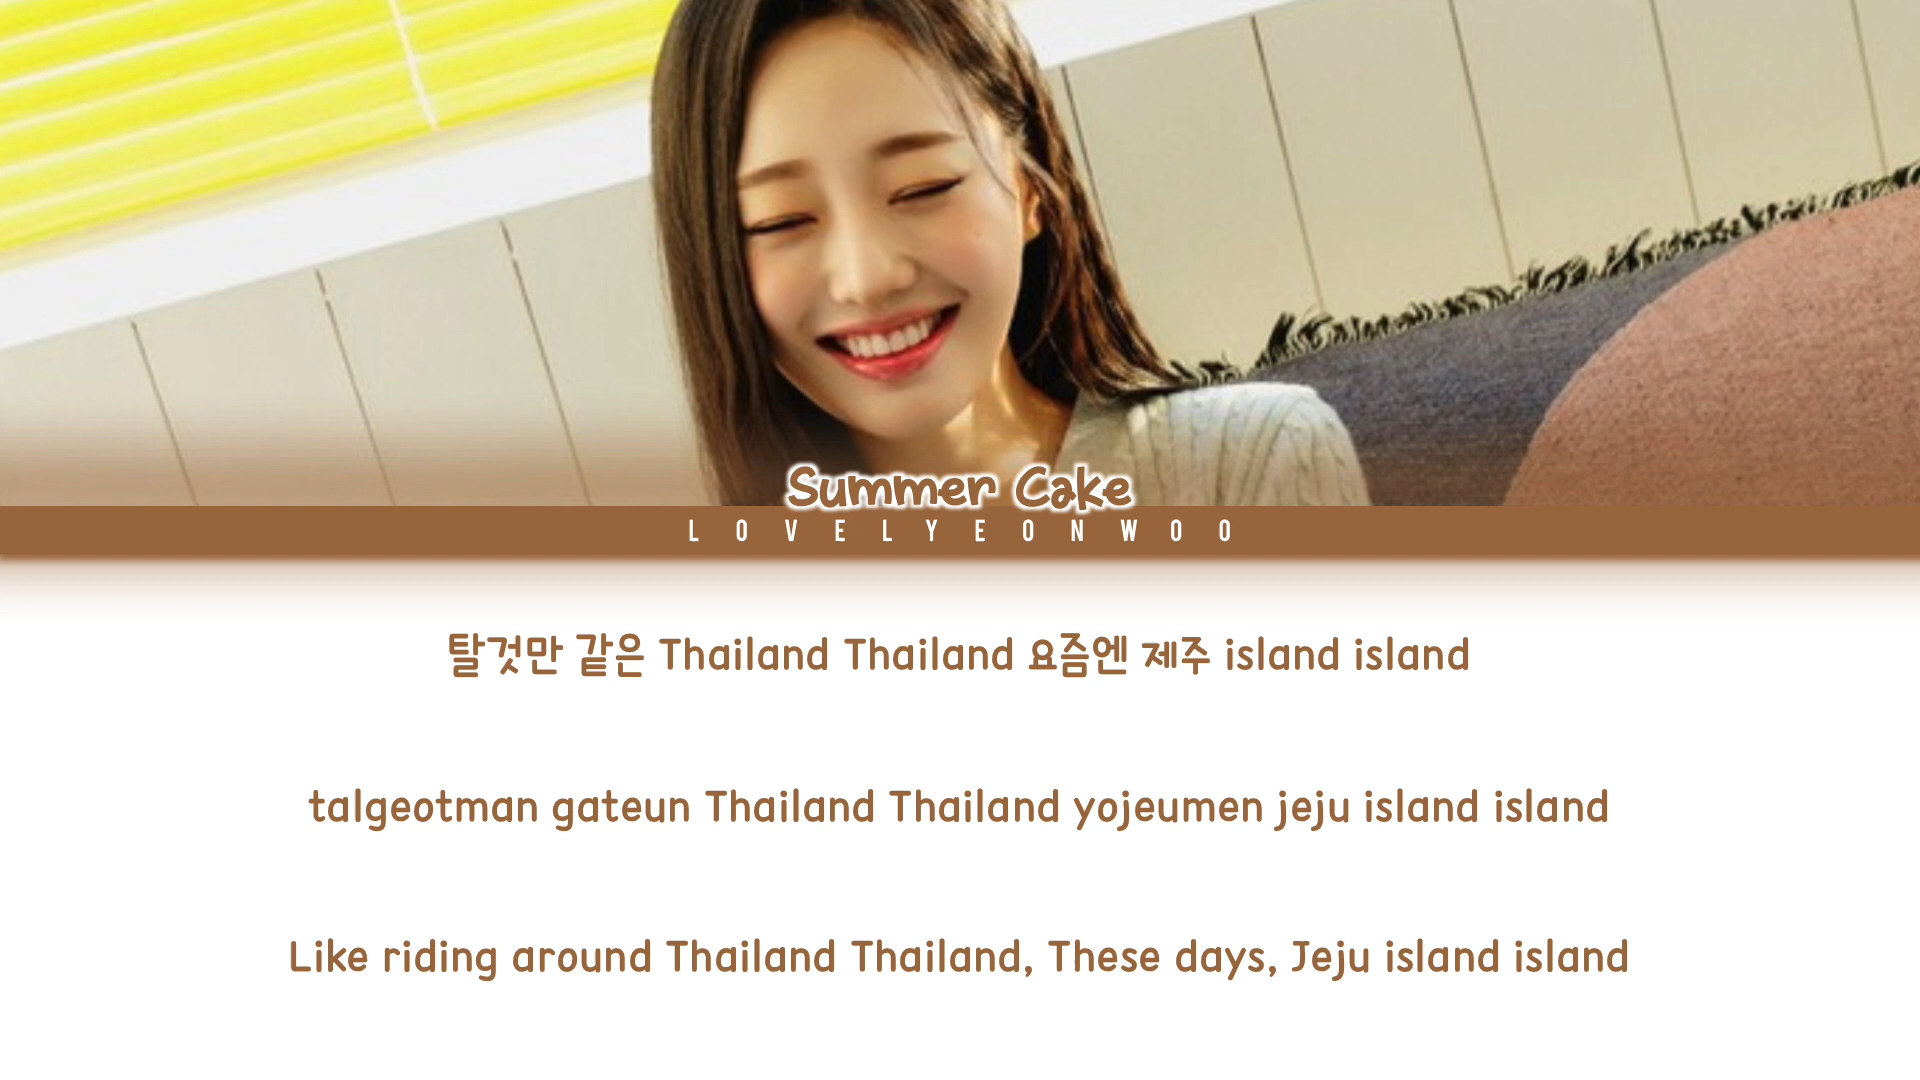 Summer Cake
LOVELYEONWOO
탈것만 같은 Thailand Thailand 요즘엔 제주 island island
talgeotman gateun Thailand Thailand yojeumen jeju island island
Like riding around Thailand Thailand, These days, Jeju island island